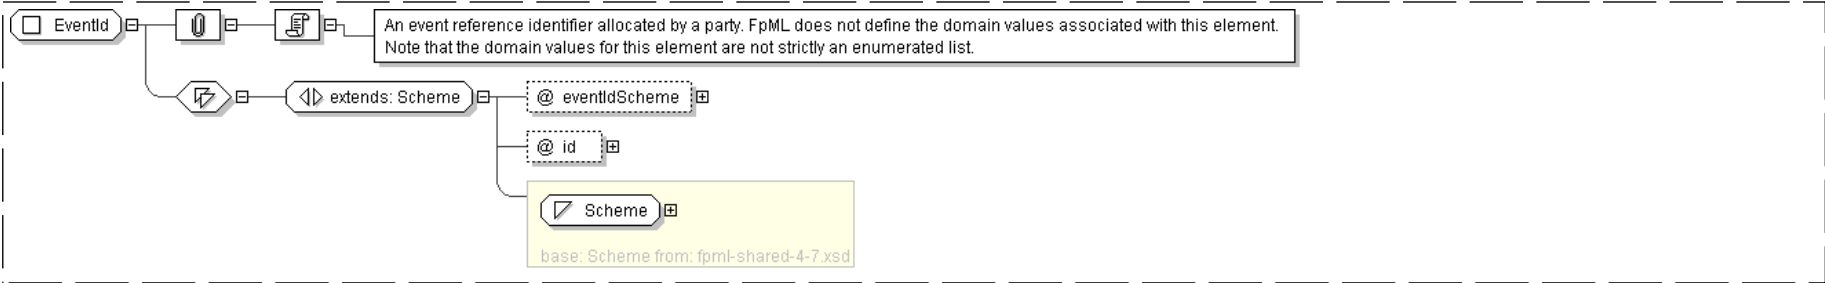 EventId
An event reference identifier allocated by a party. FpML does not define the domain values associated with this element.
Note that the domain values for this element are not strictly an enumerated list.
extends: Scheme
@ eventIdScheme
@ id
Scheme
base: Scheme from: fpml-shared-4-7.xsd